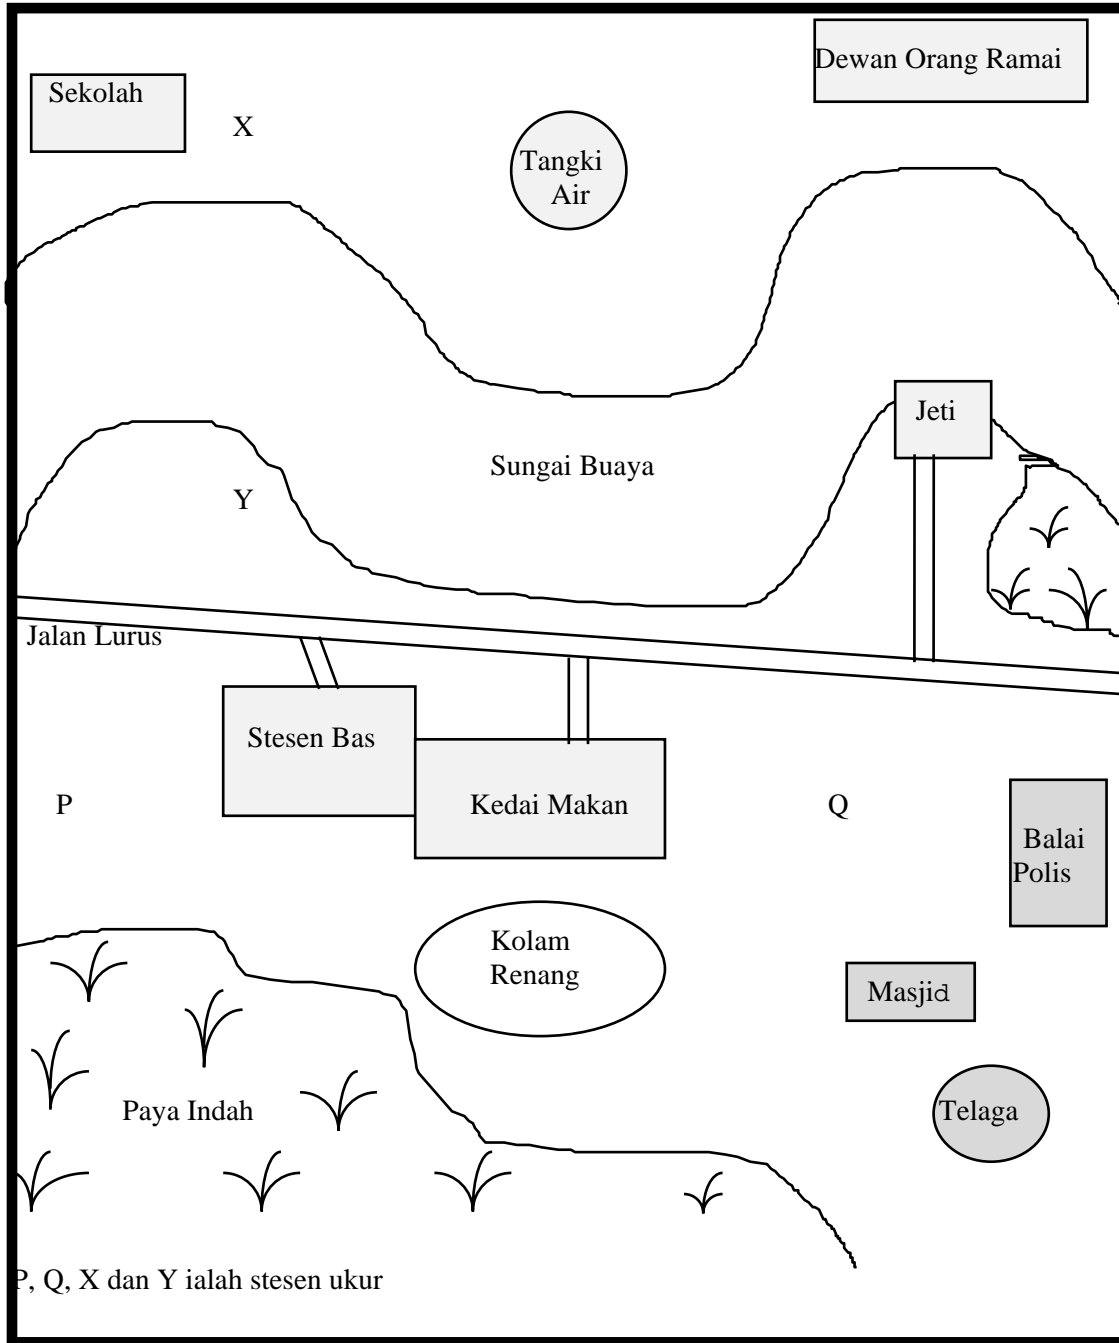 Dewan Orang Ramai
Sekolah
X
Tangki
Air
Jeti
Sungai Buaya
Y
Jalan Lurus
Stesen Bas
Kedai Makan
P
Q
Balai
Polis
Kolam
Renang
Masjid
Paya Indah
Telaga
P, Q, X dan Y ialah stesen ukur